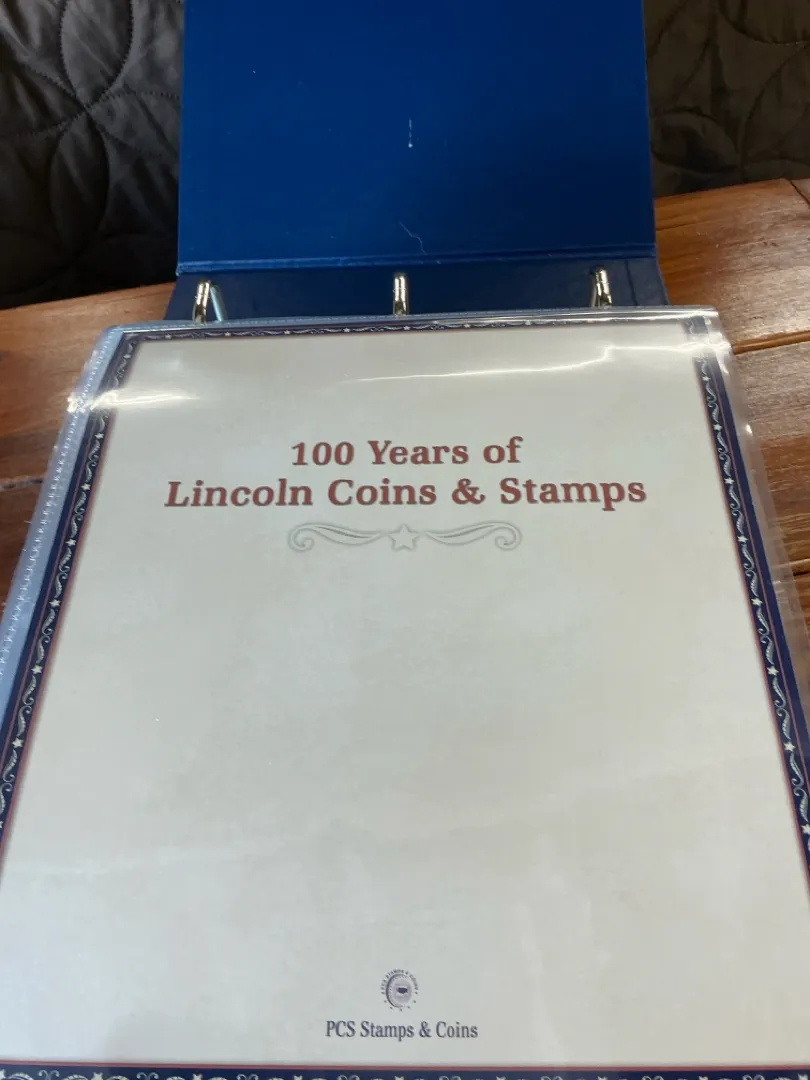 100 Years of
Lincoln Coins & Stamps
PCS Stamps & Coins